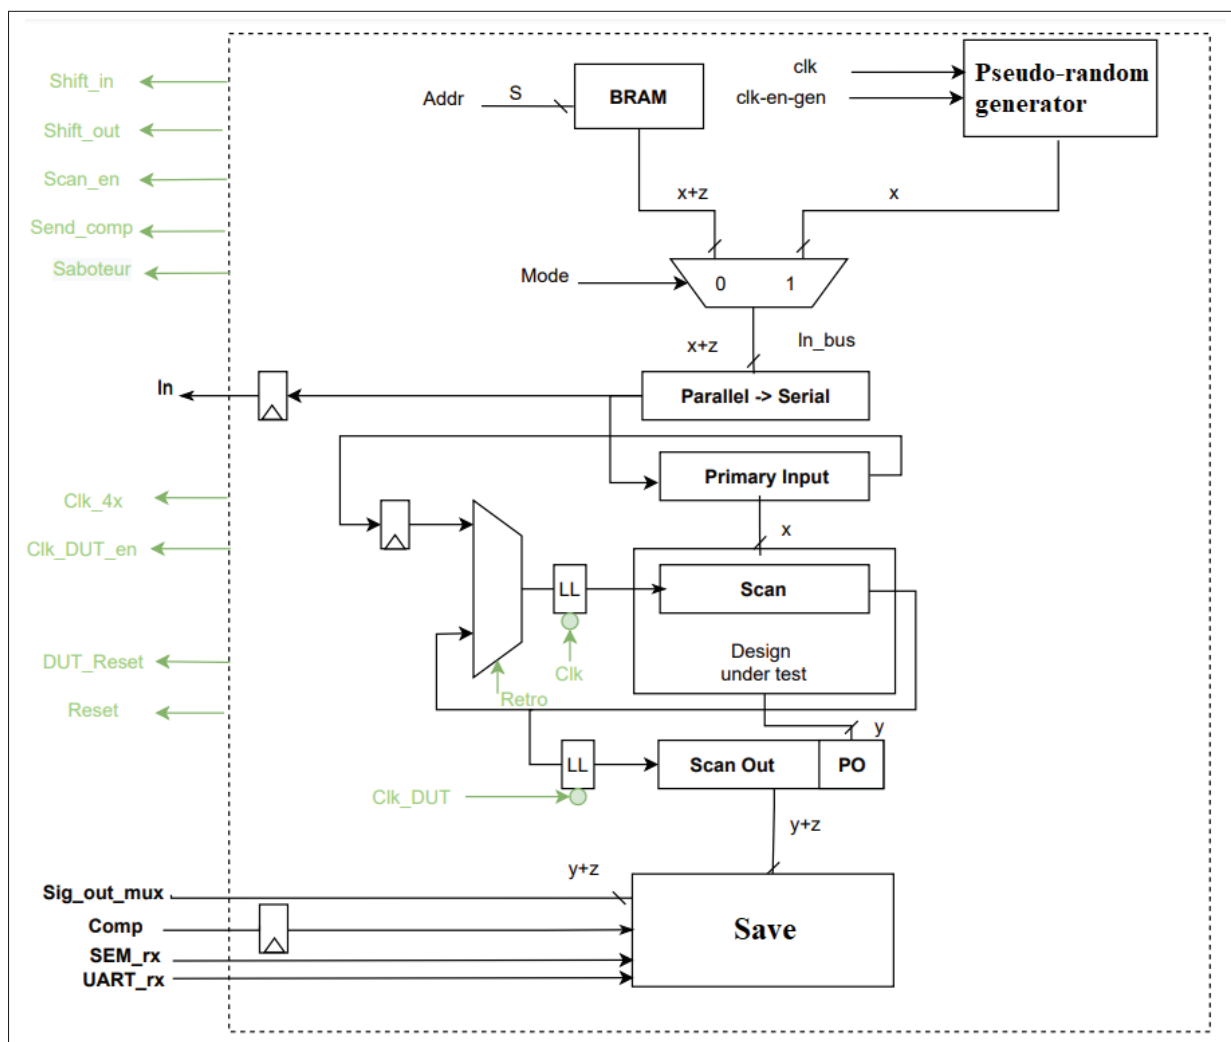 Shift_in
Shift_out
Scan_en
Send_comp
Saboteur
Addr
S
BRAM
clk
clk-en-gen
Pseudo-random
generator
x+z
x
Mode
0
1
x+z
In_bus
In
Parallel -> Serial
Primary Input
Clk_4x
Clk_DUT_en
x
LL
Scan
Clk
Design
under test
Retro
DUT_Reset
Reset
y
LL
Scan Out
PO
Clk_DUT
y+z
y+z
Sig_out_mux
Comp
SEM_rx
UART_rx
Save